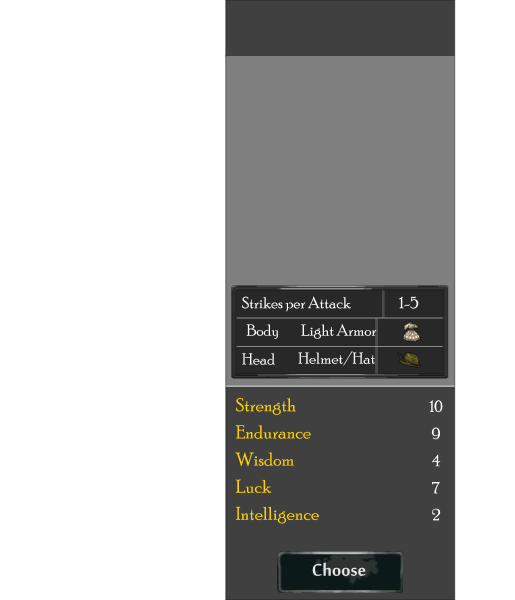 Strikes per Attack 1-5
Body Light Armor
Head Helmet/Hat
Strength 10
Endurance 9
Wisdom 4
Luck 7
Intelligence 2
Choose